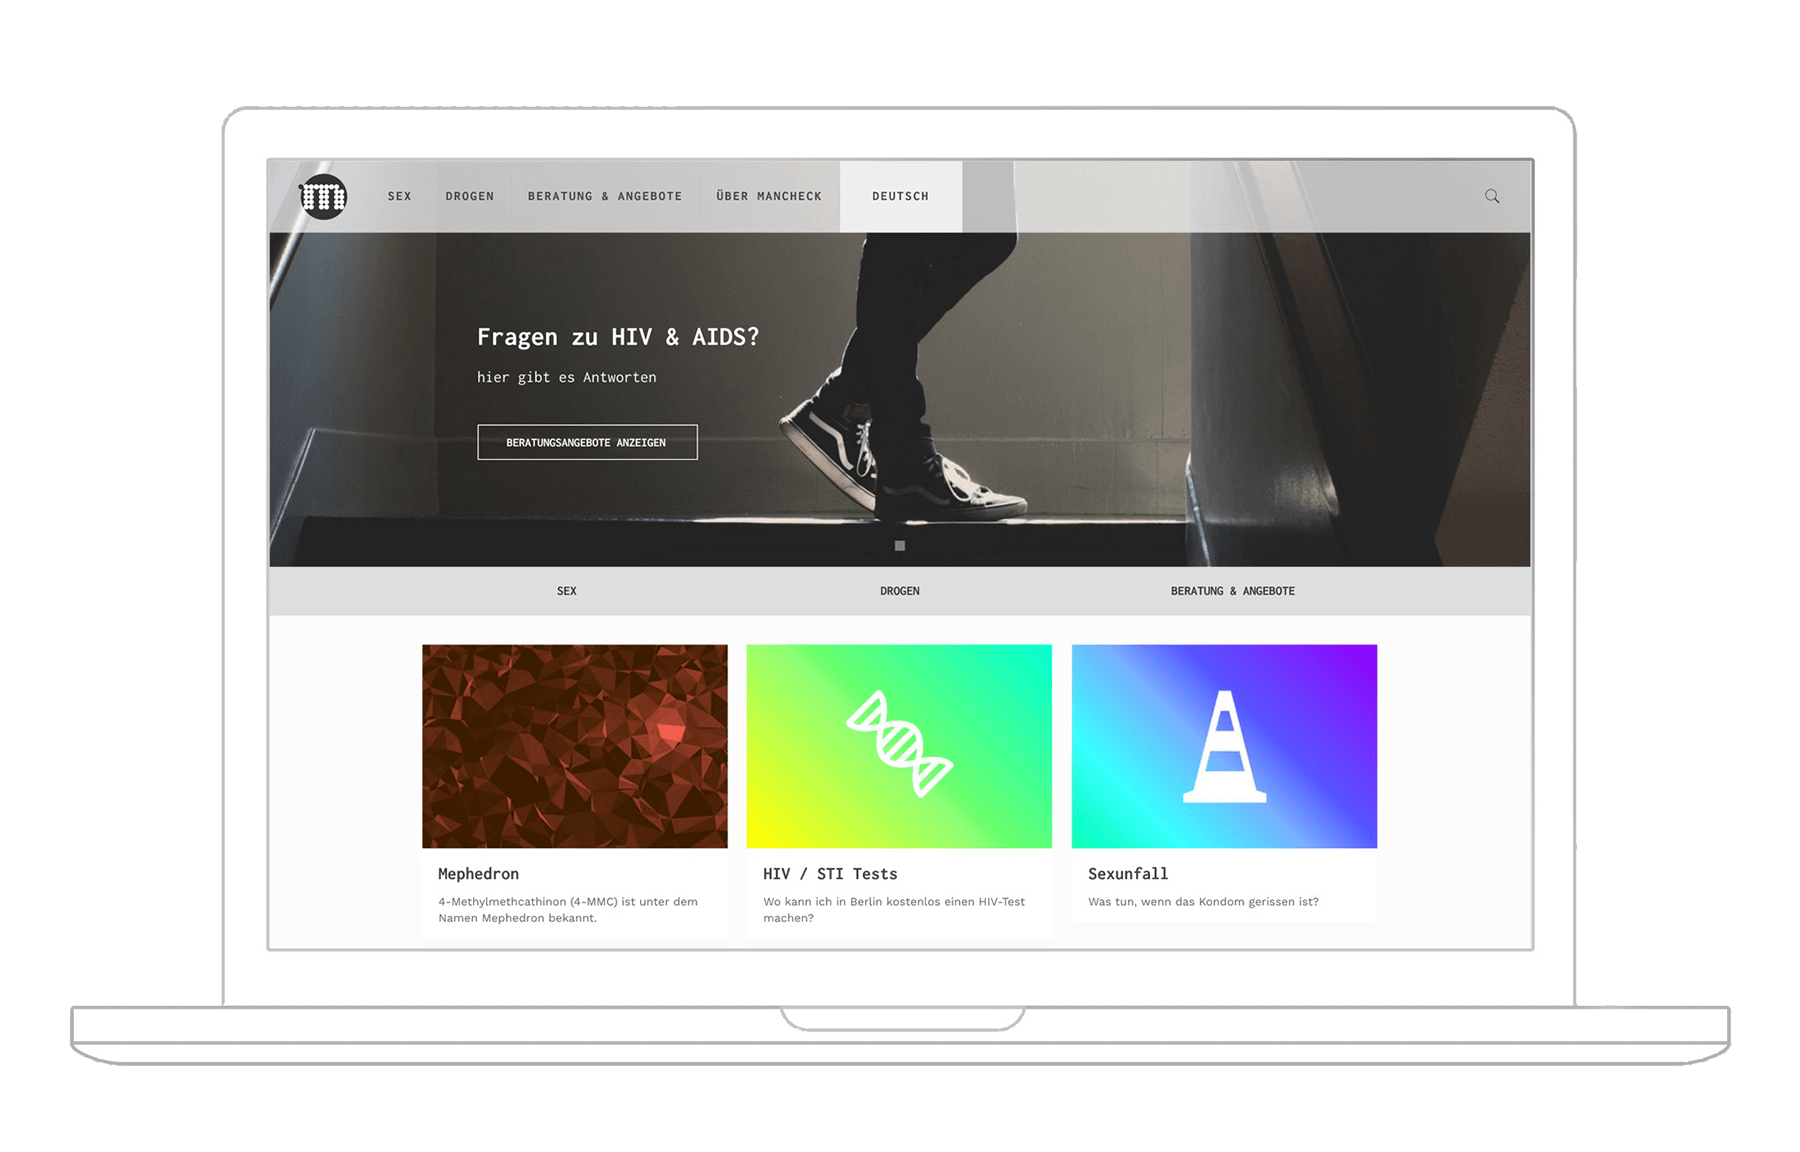 m
SEX DROGEN BERATUNG & ANGEBOTE ÜBER MANCHECK DEUTSCH
Fragen zu HIV & AIDS?
hier gibt es Antworten
BERATUNGSANGEBOTE ANZEIGEN
SEX DROGEN BERATUNG & ANGEBOTE
Mephedron
4-Methylmethcathinon (4-MMC) ist unter dem
Namen Mephedron bekannt.
HIV / STI Tests
Wo kann ich in Berlin kostenlos einen HIV-Test
machen?
Sexunfall
Was tun, wenn das Kondom gerissen ist?